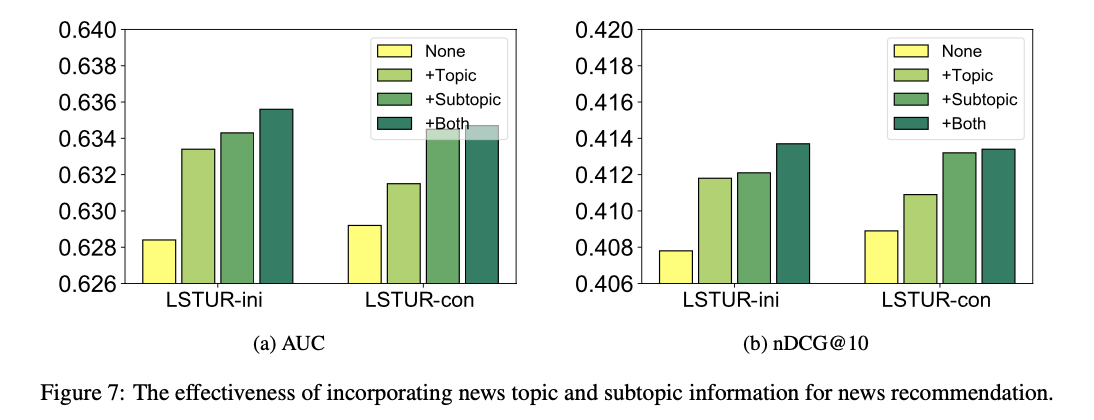 0.640
0.638
0.636
0.634
0.632
0.630
0.628
0.626
None
+Topic
+Subtopic
+Both
LSTUR-ini LSTUR-con
(a) AUC
0.420
0.418
0.416
0.414
0.412
0.410
0.408
0.406
None
+Topic
+Subtopic
+Both
LSTUR-ini LSTUR-con
(b) nDCG@10
Figure 7: The effectiveness of incorporating news topic and subtopic information for news recommendation.